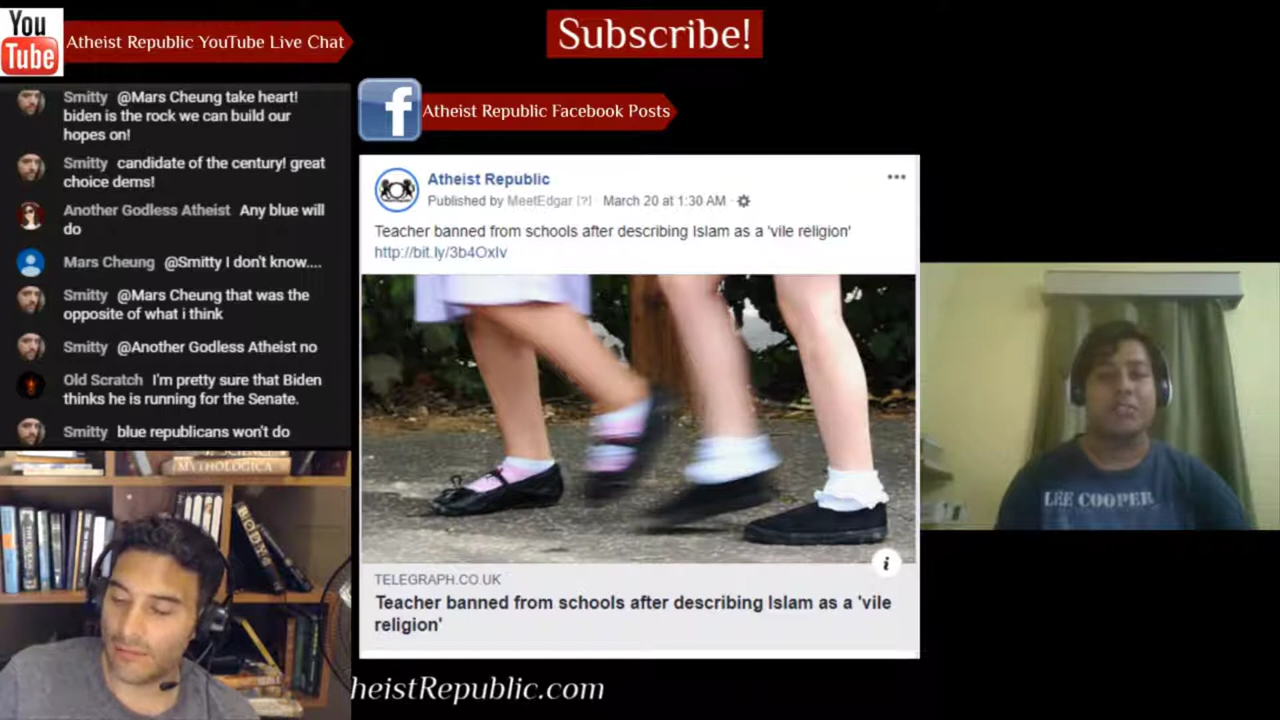 You
Tube
Atheist Republic YouTube Live Chat
Subscribe!
Smitty @Mars Cheung take heart!
biden is the rock we can build our
hopes on!
Smitty candidate of the century! great
choice dems!
Another Godless Atheist Any blue will
do
Mars Cheung @Smitty I don't know....
Smitty @Mars Cheung that was the
opposite of what i think
Smitty @Another Godless Atheist no
Old Scratch I'm pretty sure that Biden
thinks he is running for the Senate.
Smitty blue republicans won't do
f
Atheist Republic Facebook Posts
Atheist Republic
Published by MeetEdgar [?] · March 20 at 1:30 AM ·
Teacher banned from schools after describing Islam as a 'vile religion'
http://bit.ly/3b4OxIv
i
TELEGRAPH.CO.UK
Teacher banned from schools after describing Islam as a 'vile
religion'
heistRepublic.com
LEE COOPER
MYTHOLOGICA
BODY